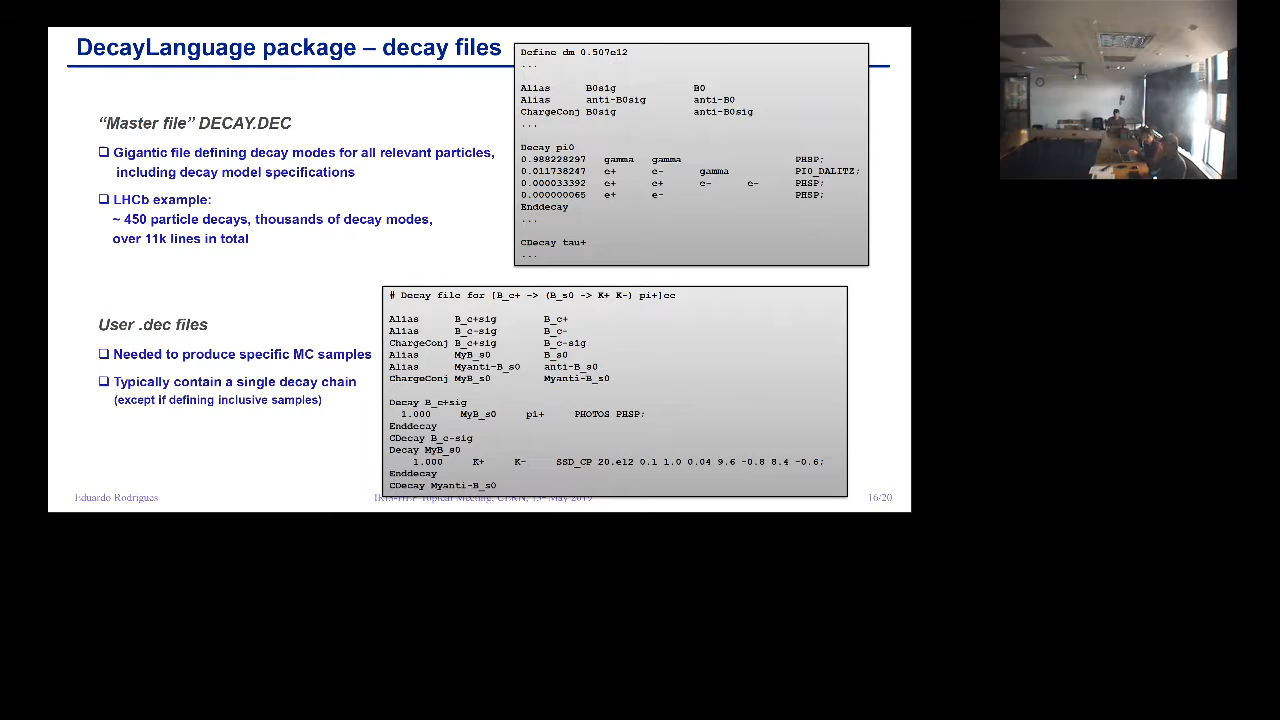 DecayLanguage package – decay files
Define dm 0.507e12
...
Alias B0sig B0
Alias anti-B0sig anti-B0
ChargeConj B0sig anti-B0sig
...
Decay pi0
0.988228297 gamma gamma PHSP;
0.011738247 e+ e- gamma PI0_DALITZ;
0.000033392 e+ e+ e- e- PHSP;
0.000000065 e+ e- PHSP;
Enddecay
...
CDecay tau+
...
“Master file” DECAY.DEC
❑ Gigantic file defining decay modes for all relevant particles,
including decay model specifications
❑ LHCb example:
~ 450 particle decays, thousands of decay modes,
over 11k lines in total
# Decay file for [B_c+ -> (B_s0 -> K+ K-) pi+]cc
Alias B_c+sig B_c+
Alias B_c-sig B_c-
ChargeConj B_c+sig B_c-sig
Alias MyB_s0 B_s0
Alias Myanti-B_s0 anti-B_s0
ChargeConj MyB_s0 Myanti-B_s0
Decay B_c+sig
1.000 MyB_s0 pi+ PHOTOS PHSP;
Enddecay
CDecay B_c-sig
Decay MyB_s0
1.000 K+ K- SSD_CP 20.e12 0.1 1.0 0.04 9.6 -0.8 8.4 -0.6;
Enddecay
CDecay Myanti-B_s0
User .dec files
❑ Needed to produce specific MC samples
❑ Typically contain a single decay chain
(except if defining inclusive samples)
Eduardo Rodrigues
Topical Meeting, CERN, May 2019
16/20